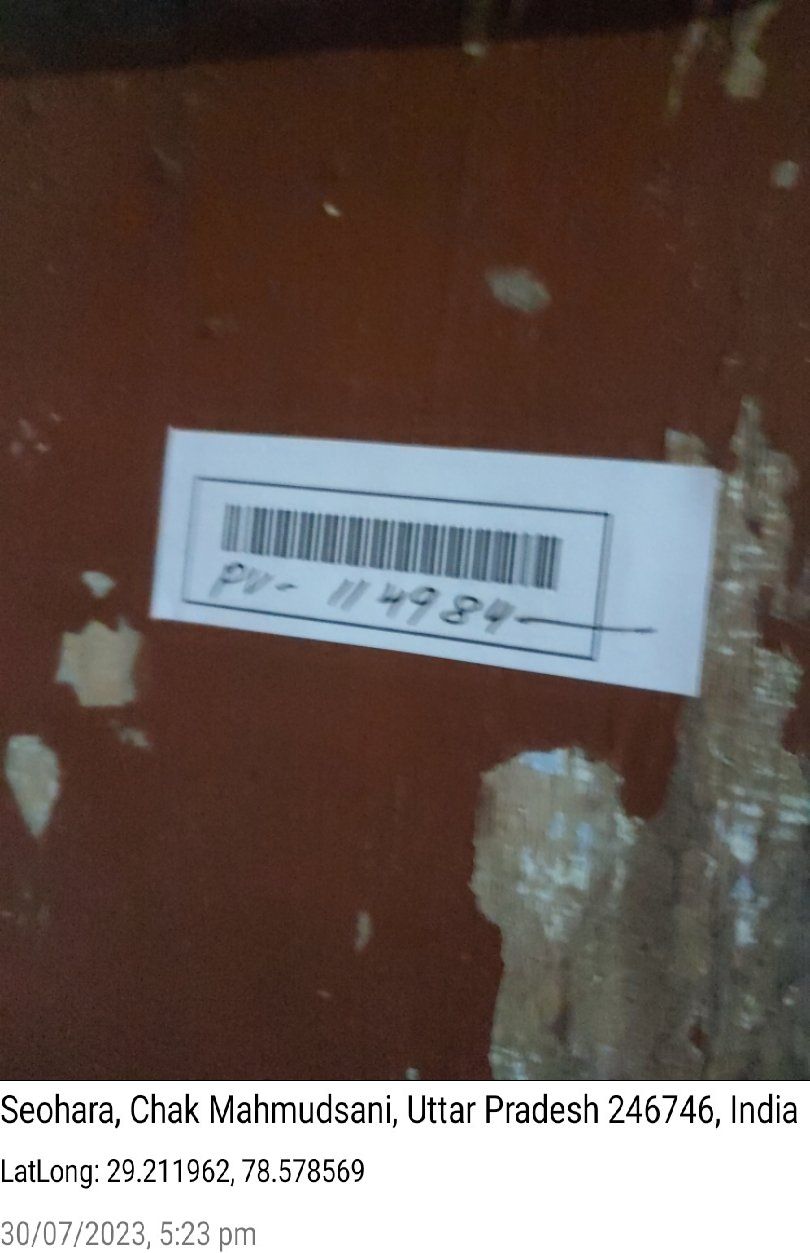 PV- 114984
Seohara, Chak Mahmudsani, Uttar Pradesh 246746, India
LatLong: 29.211962, 78.578569
30/07/2023, 5:23 pm